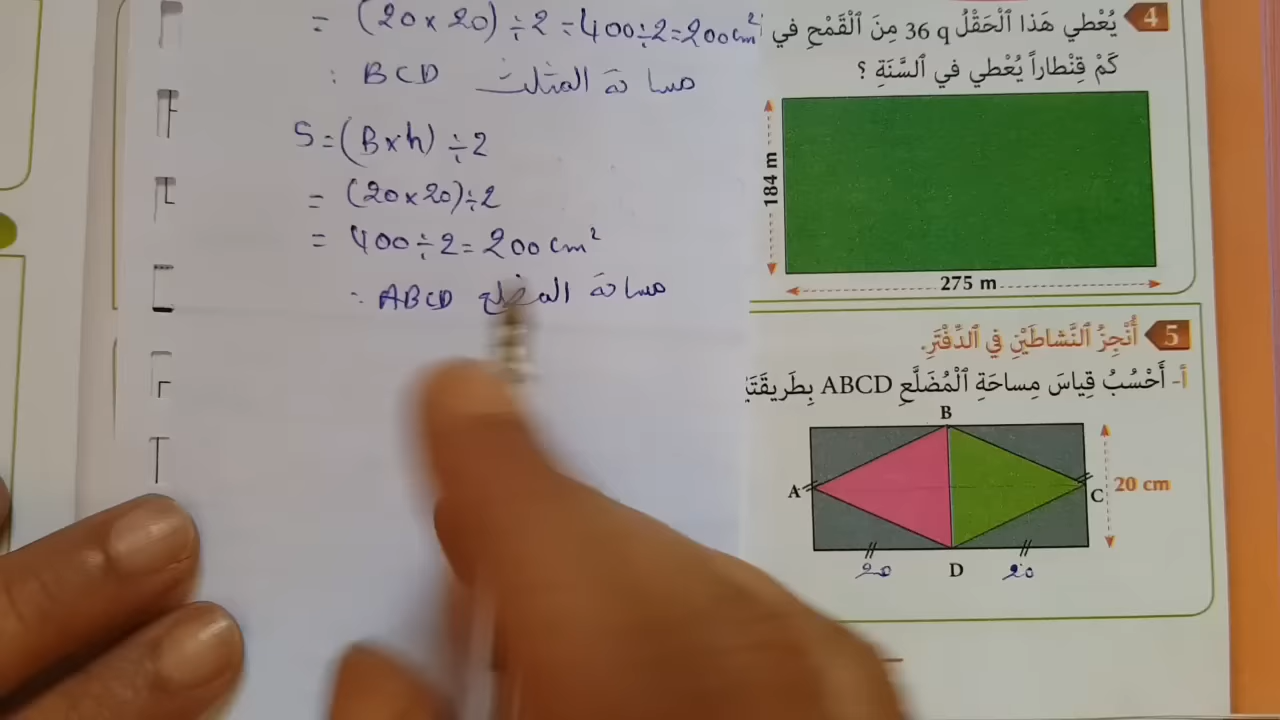 = (20 × 20) ÷ 2 = 400 ÷ 2 = 200 cm²
مساحة المثلث BCD :
S = (B × h) ÷ 2
= (20 × 20) ÷ 2
= 400 ÷ 2 = 200 cm²
مساحة المضلع ABCD :
4
يُعْطي هَذا ٱلْحَقْلُ 36 q مِنَ ٱلْقَمْحِ في
كَمْ قِنْطاراً يُعْطي في ٱلسَّنَةِ ؟
184 m
275 m
5
أُنْجِزُ ٱلنَّشاطَيْنِ في ٱلدَّفْتَرِ.
أ- أَحْسُبُ قِياسَ مِساحَةِ ٱلْمُضَلَّعِ ABCD
B
A
C
20 cm
20
D
20